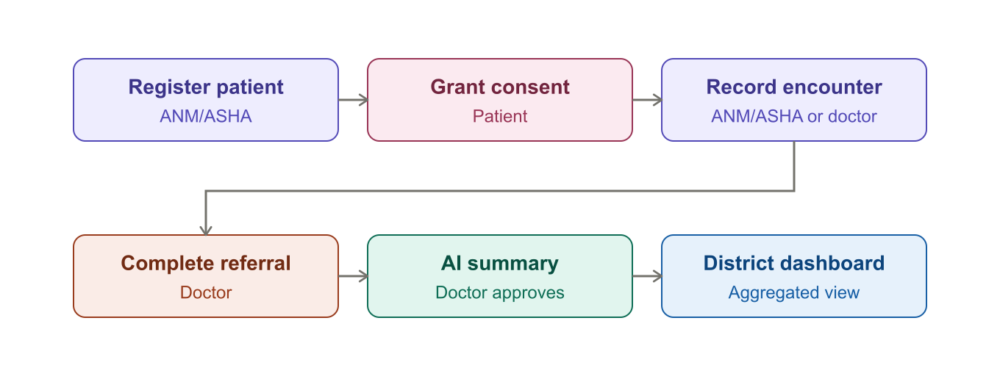 Register patient
ANM/ASHA
Grant consent
Patient
Record encounter
ANM/ASHA or doctor
Complete referral
Doctor
AI summary
Doctor approves
District dashboard
Aggregated view